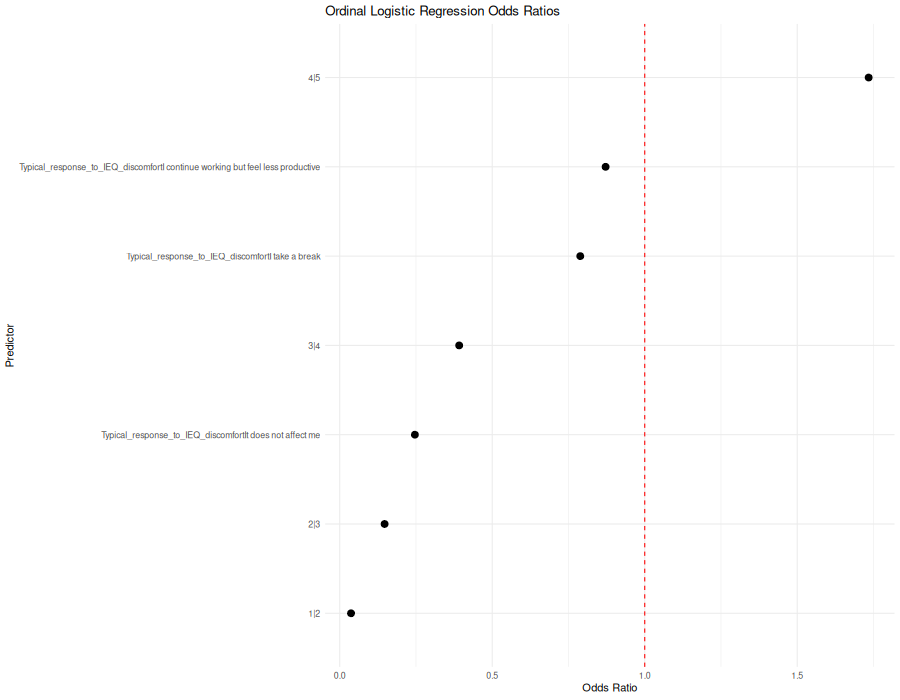 Ordinal Logistic Regression Odds Ratios
4|5
Typical_response_to_IEQ_discomfortI continue working but feel less productive
Typical_response_to_IEQ_discomfortI take a break
3|4
Typical_response_to_IEQ_discomfortIt does not affect me
2|3
1|2
Predictor
0.0 0.5 1.0 1.5
Odds Ratio